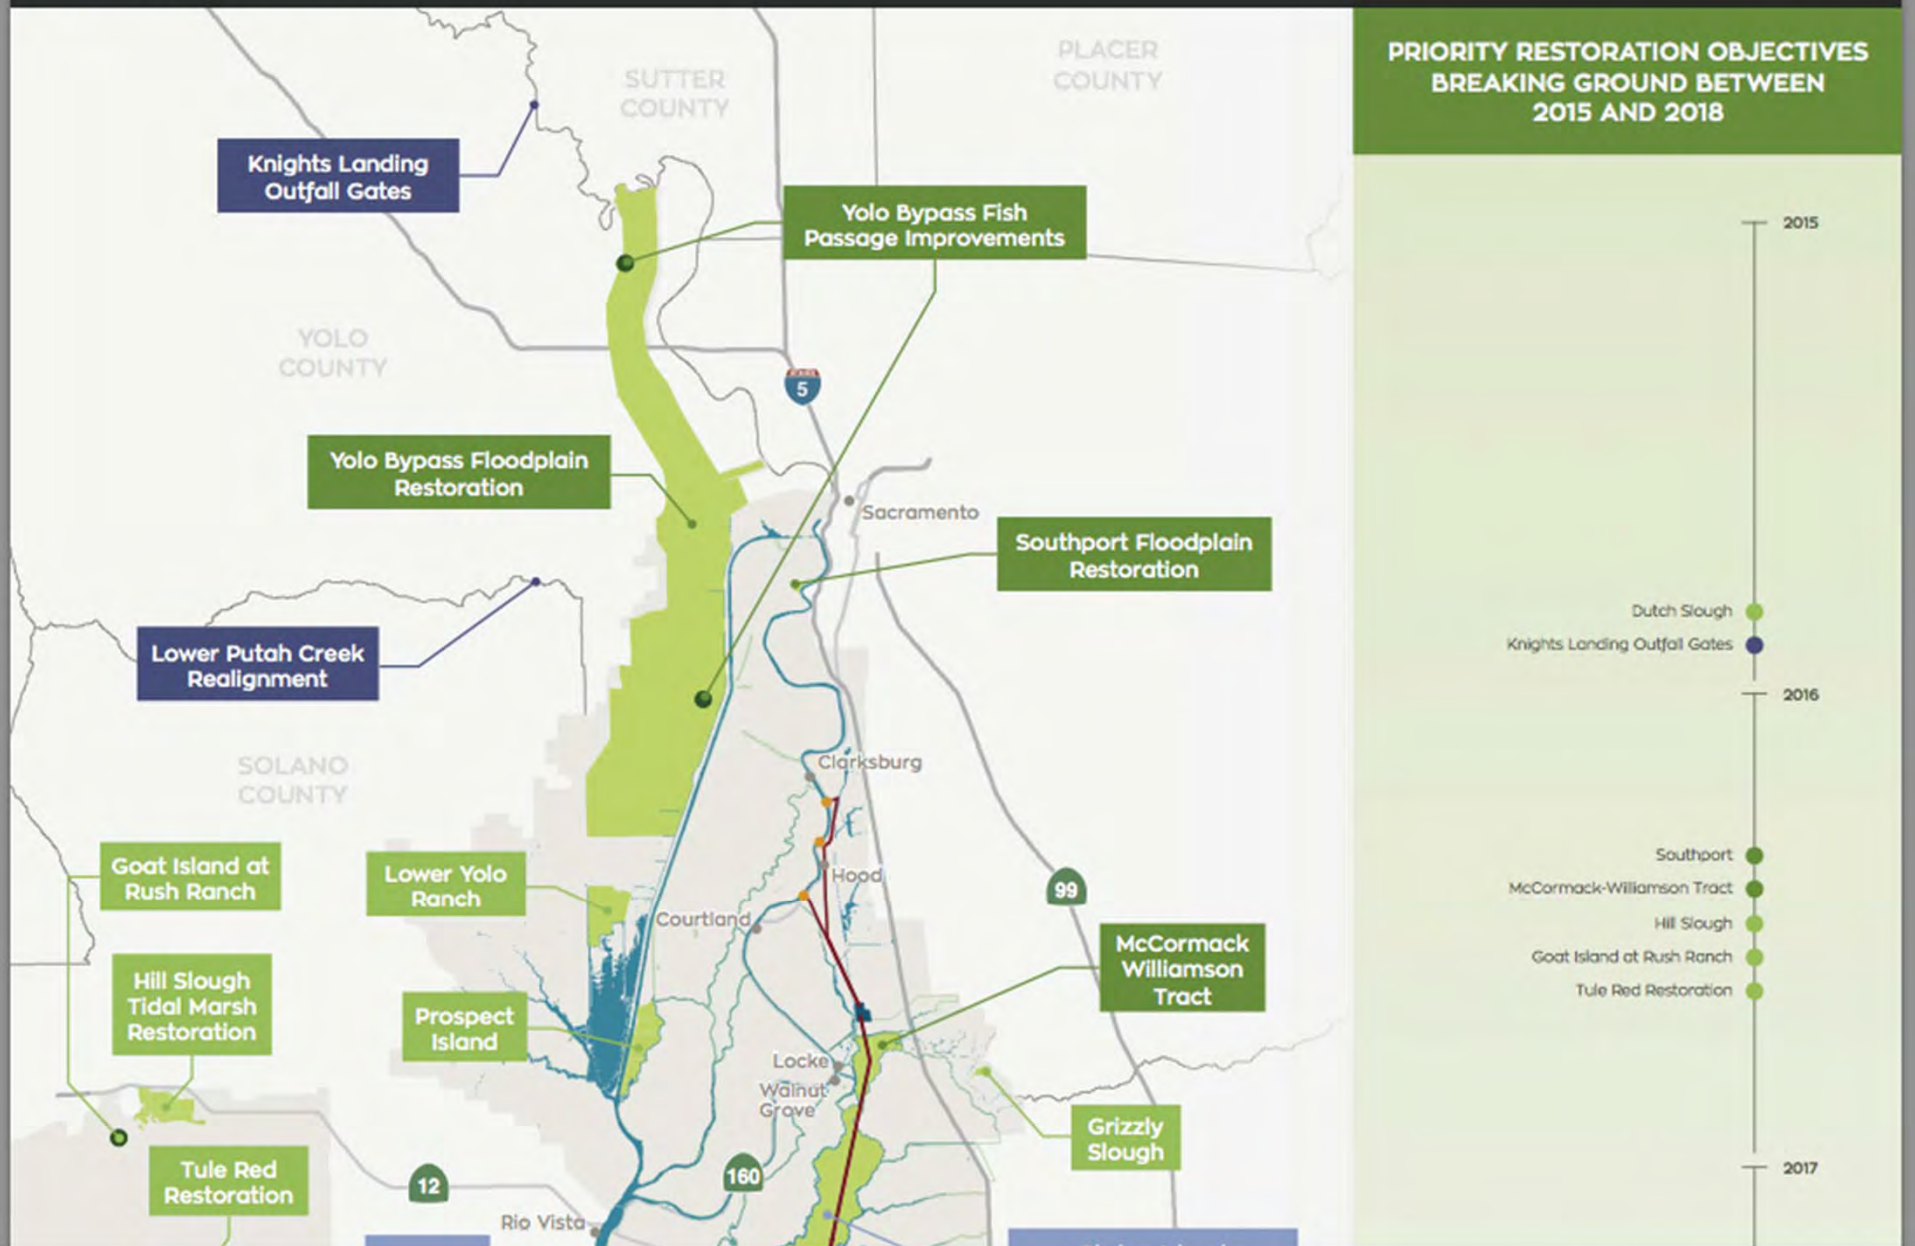 SUTTER
COUNTY
PLACER
COUNTY
Knights Landing
Outfall Gates
Yolo Bypass Fish
Passage Improvements
YOLO
COUNTY
5
Yolo Bypass Floodplain
Restoration
Sacramento
Southport Floodplain
Restoration
Lower Putah Creek
Realignment
SOLANO
COUNTY
Clarksburg
Goat Island at
Rush Ranch
Lower Yolo
Ranch
Hood
99
Courtland
McCormack
Williamson
Tract
Hill Slough
Tidal Marsh
Restoration
Prospect
Island
Locke
Walnut
Grove
Grizzly
Slough
Tule Red
Restoration
12
160
Rio Vista
PRIORITY RESTORATION OBJECTIVES
BREAKING GROUND BETWEEN
2015 AND 2018
2015
Dutch Slough
Knights Landing Outfall Gates
2016
Southport
McCormack-Williamson Tract
Hill Slough
Goat Island at Rush Ranch
Tule Red Restoration
2017